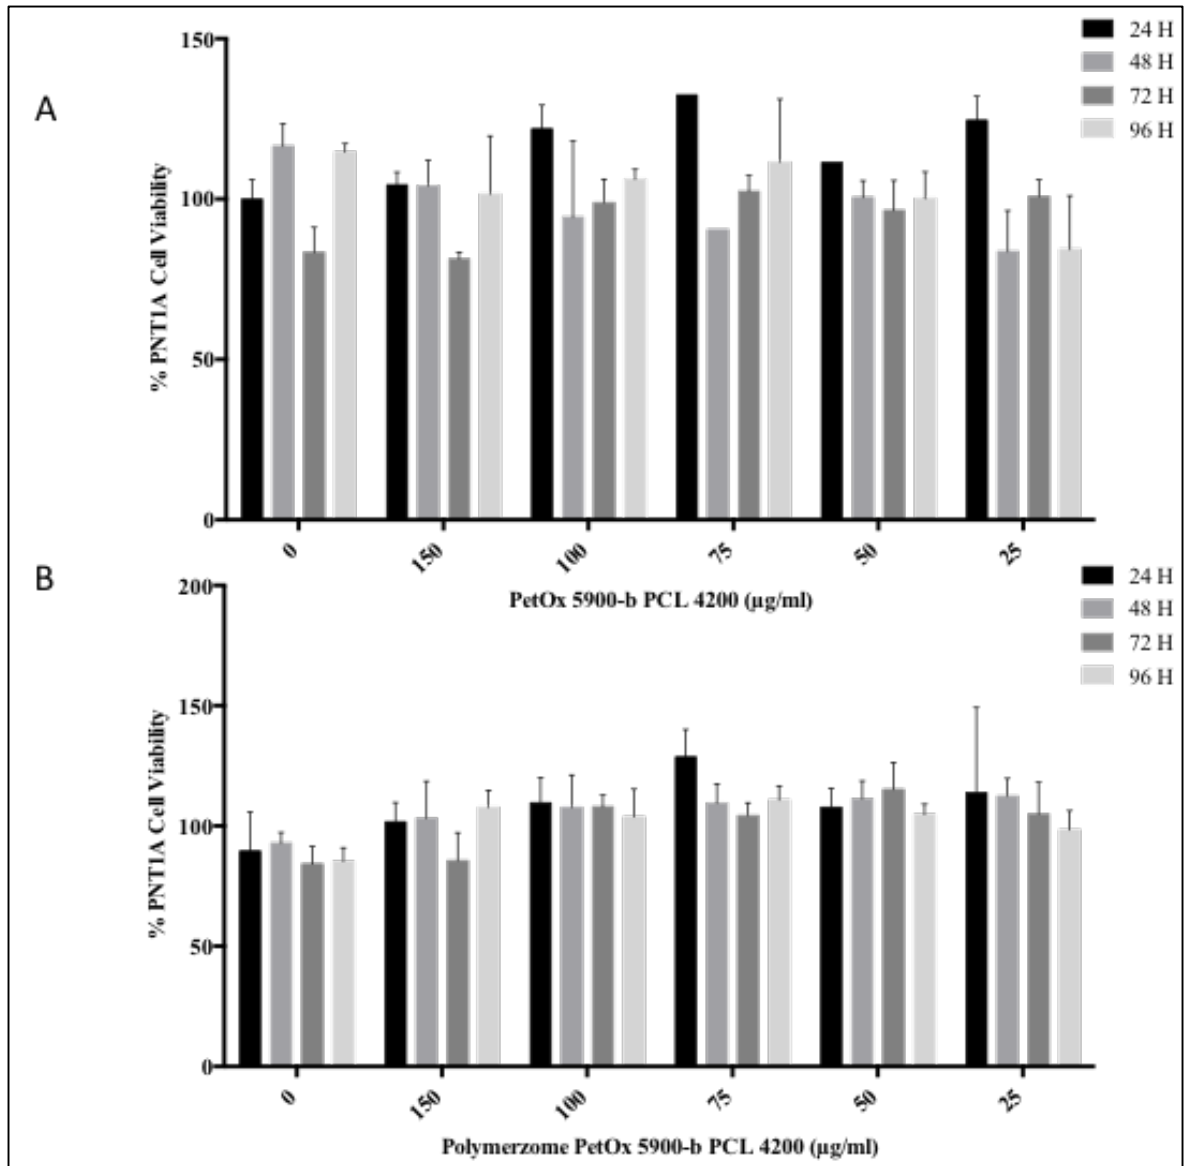 A
% PNT1A Cell Viability
150
100
50
0
0 150 100 75 50 25
PetOx 5900-b PCL 4200 (µg/ml)
24 H
48 H
72 H
96 H
B
% PNT1A Cell Viability
200
150
100
50
0
0 150 100 75 50 25
Polymerzome PetOx 5900-b PCL 4200 (µg/ml)
24 H
48 H
72 H
96 H